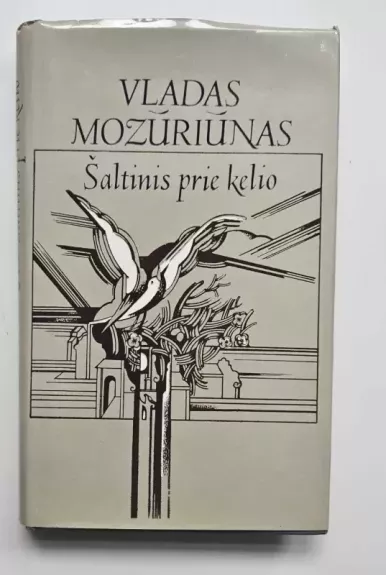 VLADAS
MOZŪRIŪNAS
Šaltinis prie kelio